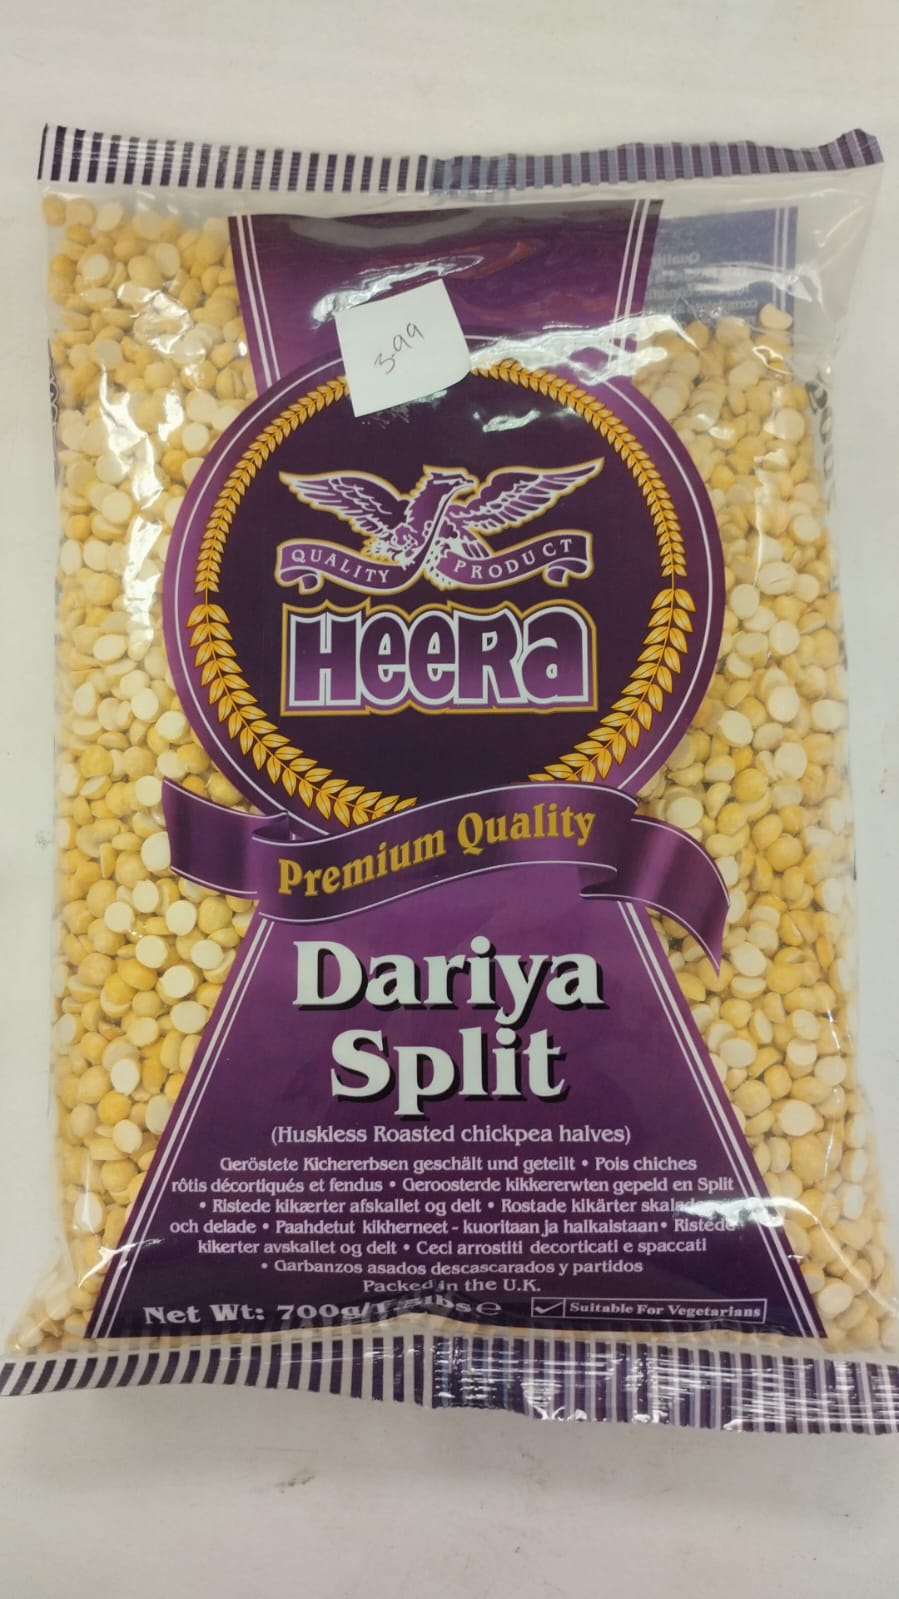 3-99
QUALITY PRODUCT
HEERA
Premium Quality
Dariya
Split
(Huskless Roasted chickpea halves)
Geröstete Kichererbsen geschält und geteilt • Pois chiches
rôtis décortiqués et fendus • Geroosterde kikkererwten gepeld en Split
• Ristede kikærter afskallet og delt • Rostade kikärter
och delade • Paahdetut kikherneet - kuoritaan ja halkaistaan • Ristede
kikerter avskallet og delt • Ceci arrostiti decorticati e spaccati
• Garbanzos asados descascarados y partidos
Packed in the U.K.
Net Wt: 700g/ e
Suitable For Vegetarians